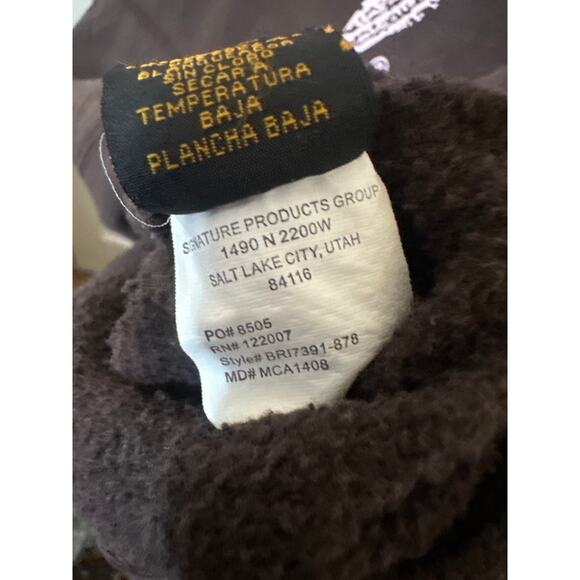 SIN CLORO
SECAR A
TEMPERATURA
BAJA
PLANCHA BAJA
SIGNATURE PRODUCTS GROUP
1490 N 2200W
SALT LAKE CITY, UTAH
84116
PO# 8505
RN# 122007
Style# BRI7391-878
MD# MCA1408